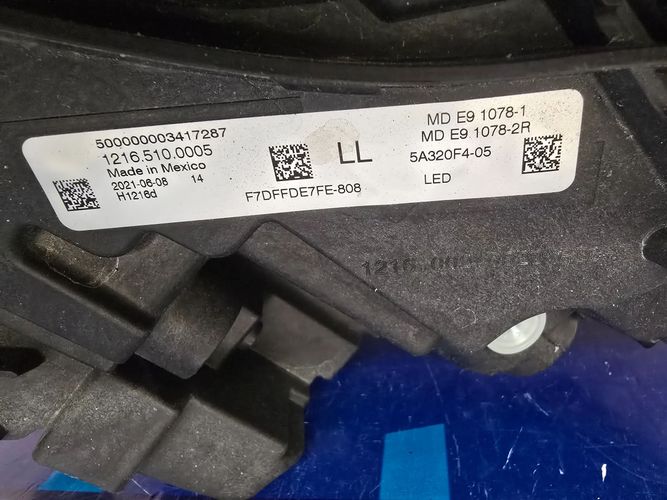 500000003417287
1216.510.0005
Made in Mexico
2021-06-08 14
H1216d
F7DFFDE7FE-808
LL
MD E9 1078-1
MD E9 1078-2R
5A320F4-05
LED
1216